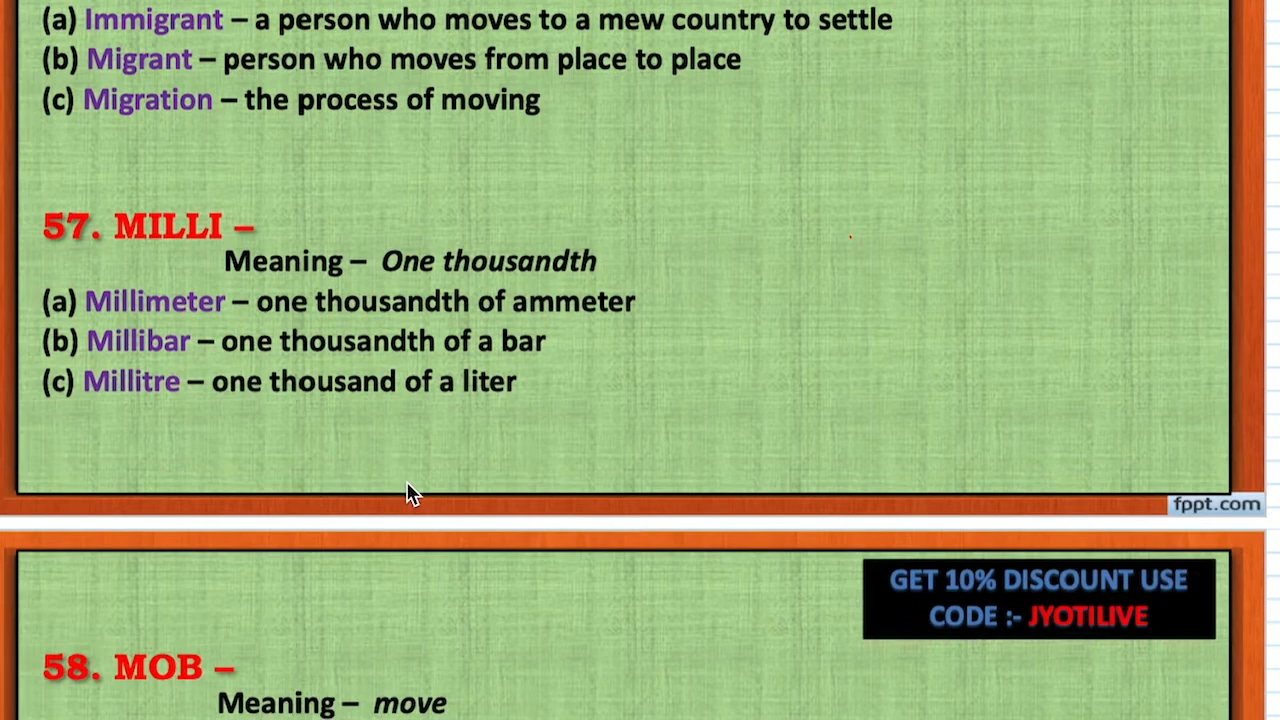 (a) Immigrant – a person who moves to a mew country to settle
(b) Migrant – person who moves from place to place
(c) Migration – the process of moving
57. MILLI –
Meaning – One thousandth
(a) Millimeter – one thousandth of ammeter
(b) Millibar – one thousandth of a bar
(c) Millitre – one thousand of a liter
fppt.com
GET 10% DISCOUNT USE
CODE :- JYOTILIVE
58. MOB –
Meaning – move